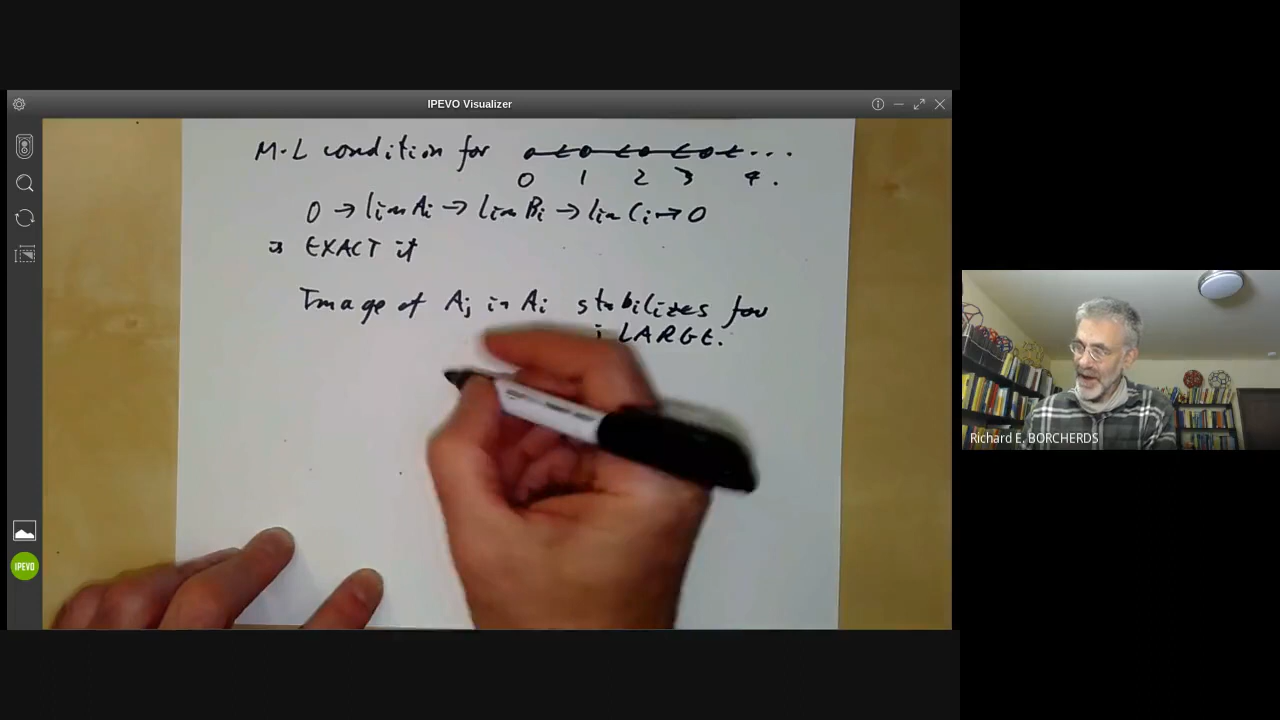 IPEVO Visualizer
M-L condition for
0 1 2 3 4 .
0 → lim Ai → lim Bi → lim Ci → 0
is EXACT if
Image of Aj in Ai stabilizes for
j LARGE.
IPEVO
Richard E. BORCHERDS